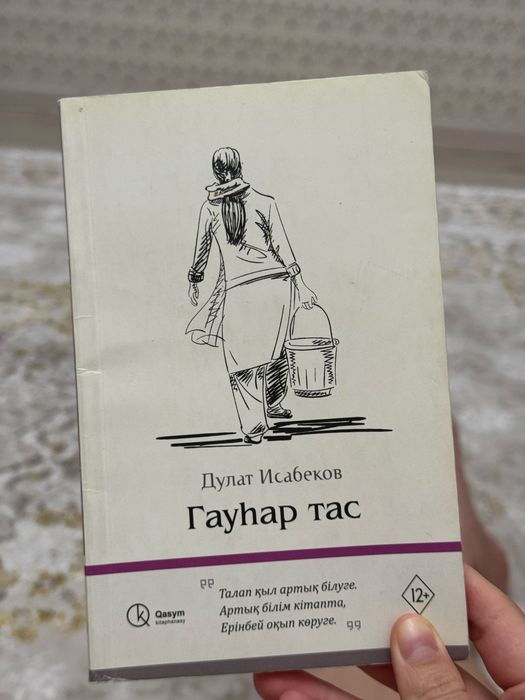 Дулат Исабеков
Гауһар тас
Талап қыл артық білуге.
Артық білім кітапта,
Ерінбей оқып көруге.
Qasym
kitaphanasy
12+